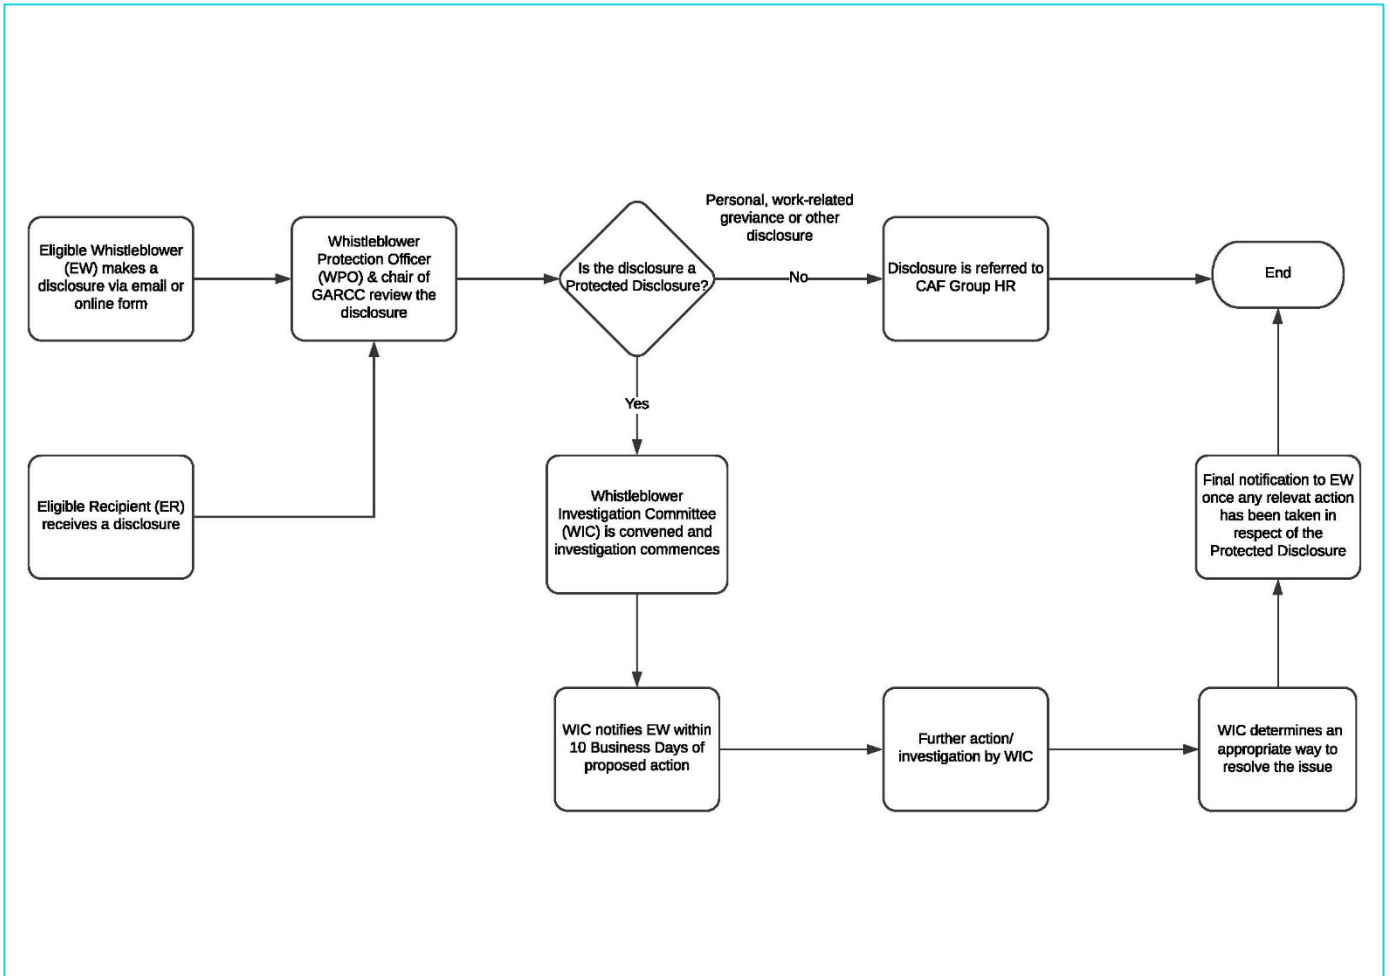 Eligible Whistleblower
(EW) makes a
disclosure via email or
online form
Whistleblower
Protection Officer
(WPO) & chair of
GARCC review the
disclosure
Is the disclosure a
Protected Disclosure?
Personal, work-related
greviance or other
disclosure
No
Disclosure is referred to
CAF Group HR
End
Yes
Eligible Recipient (ER)
receives a disclosure
Whistleblower
Investigation Committee
(WIC) is convened and
investigation commences
Final notification to EW
once any relevat action
has been taken in
respect of the
Protected Disclosure
WIC notifies EW within
10 Business Days of
proposed action
Further action/
investigation by WIC
WIC determines an
appropriate way to
resolve the issue